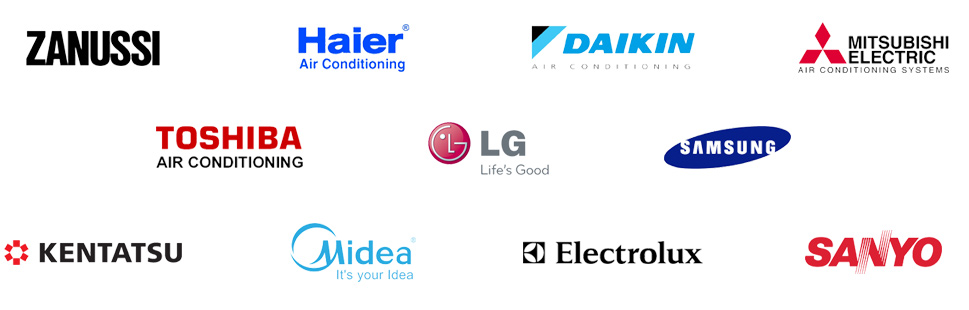 ZANUSSI
Haier®
Air Conditioning
DAIKIN
AIR CONDITIONING
MITSUBISHI
ELECTRIC
AIR CONDITIONING SYSTEMS
TOSHIBA
AIR CONDITIONING
LG
Life's Good
SAMSUNG
KENTATSU
Midea®
It's your Idea
Electrolux
SANYO